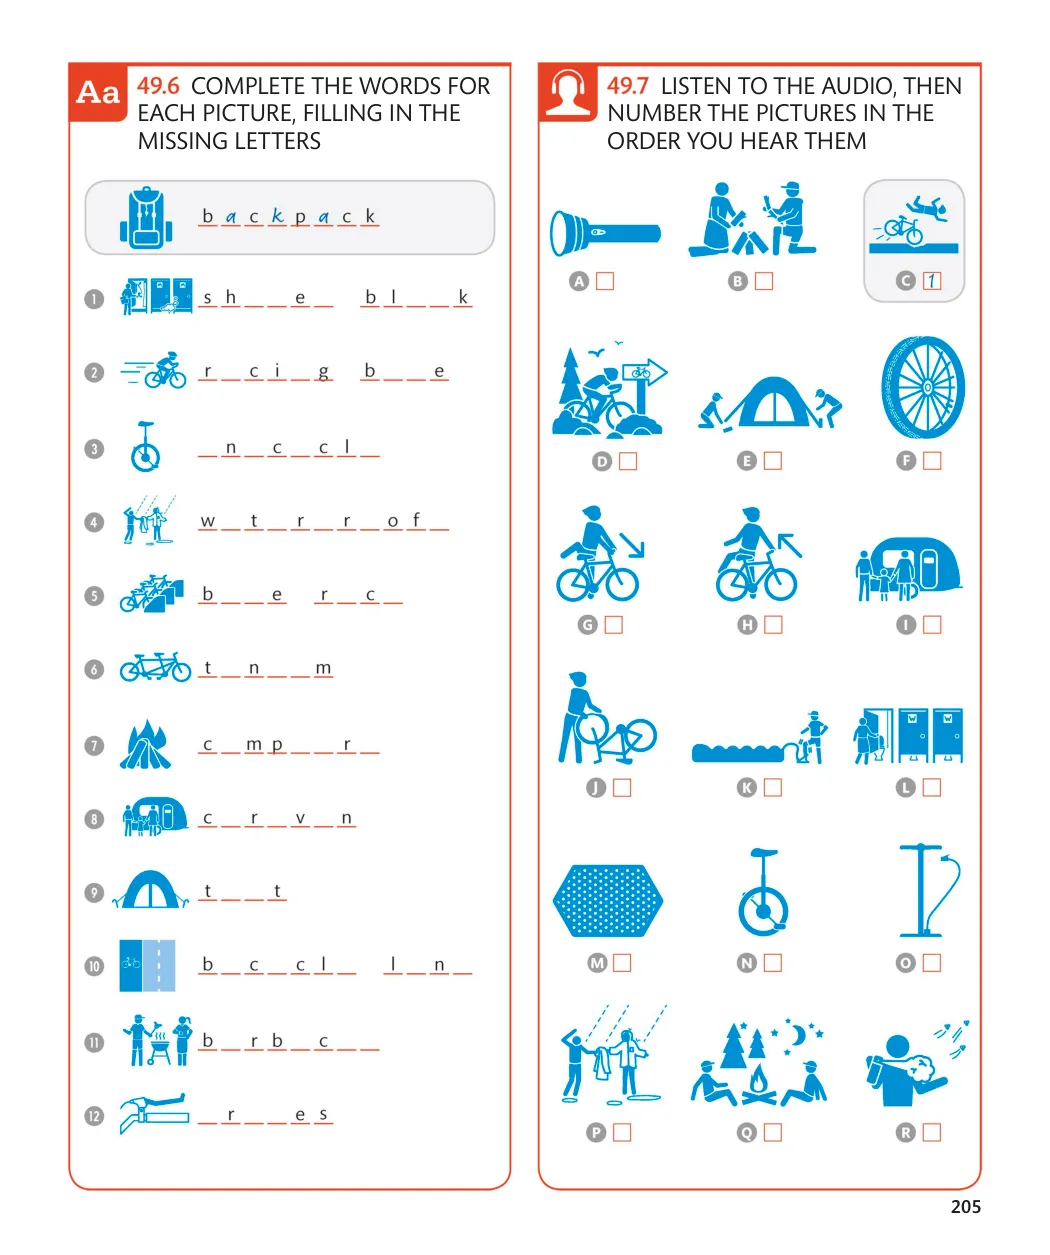 Aa
49.6 COMPLETE THE WORDS FOR
EACH PICTURE, FILLING IN THE
MISSING LETTERS
b a c k p a c k
1 s h _ _ e _ b l _ _ k
2 r _ c i _ g b _ _ e
3 _ n _ c _ c l _
4 w _ t _ r _ r _ o f _
5 b _ _ e r _ c _
6 t _ n _ _ m
7 c _ m p _ _ r _
8 c _ r _ v _ n
9 t _ _ t
10 b _ c _ c l _ l _ n _
11 b _ r b _ c _ _
12 _ r _ _ e s
49.7 LISTEN TO THE AUDIO, THEN
NUMBER THE PICTURES IN THE
ORDER YOU HEAR THEM
A
B
C 1
D
E
F
G
H
I
J
K
W W
L
M
N
O
P
Q
R
205